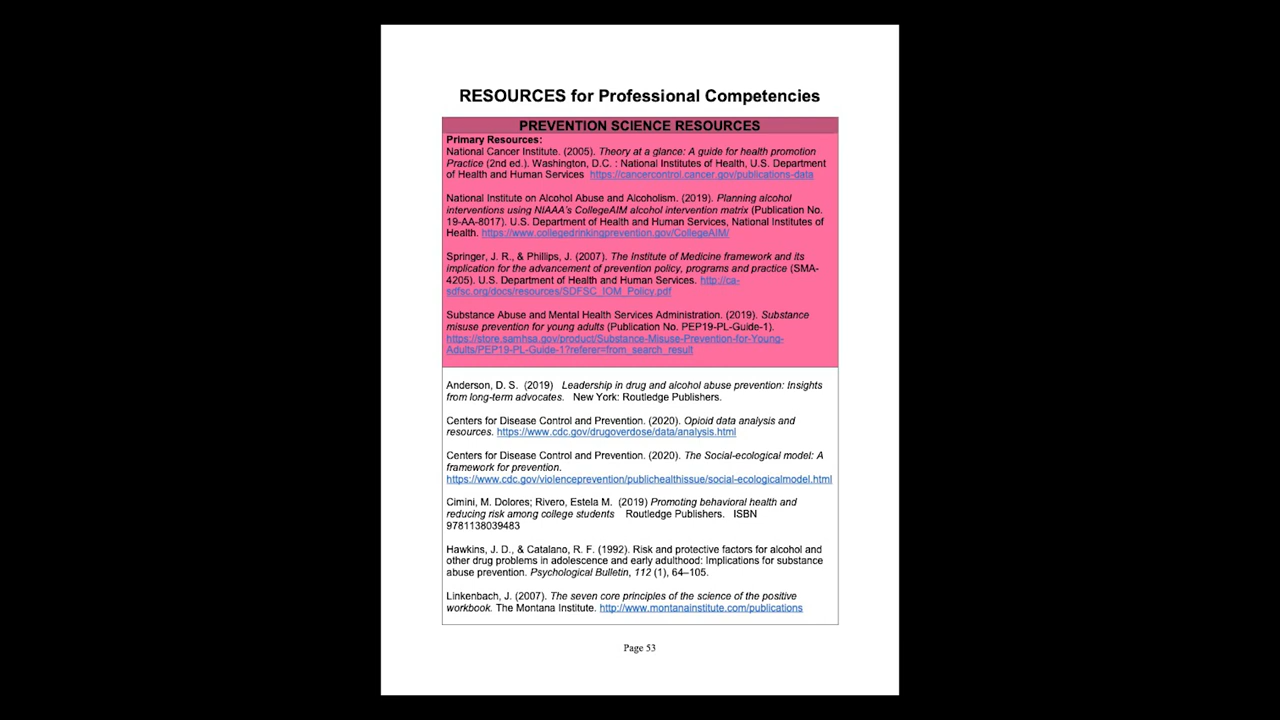 RESOURCES for Professional Competencies
PREVENTION SCIENCE RESOURCES
Primary Resources:
National Cancer Institute. (2005). Theory at a glance: A guide for health promotion
Practice (2nd ed.). Washington, D.C. : National Institutes of Health, U.S. Department
of Health and Human Services  https://cancercontrol.cancer.gov/publications-data
National Institute on Alcohol Abuse and Alcoholism. (2019). Planning alcohol
interventions using NIAAA's CollegeAIM alcohol intervention matrix (Publication No.
19-AA-8017). U.S. Department of Health and Human Services, National Institutes of
Health. https://www.collegedrinkingprevention.gov/CollegeAIM/
Springer, J. R., & Phillips, J. (2007). The Institute of Medicine framework and its
implication for the advancement of prevention policy, programs and practice (SMA-
4205). U.S. Department of Health and Human Services. http://ca-
sdfsc.org/docs/resources/SDFSC_IOM_Policy.pdf
Substance Abuse and Mental Health Services Administration. (2019). Substance
misuse prevention for young adults (Publication No. PEP19-PL-Guide-1).
https://store.samhsa.gov/product/Substance-Misuse-Prevention-for-Young-
Adults/PEP19-PL-Guide-1?referer=from_search_result
Anderson, D. S.  (2019)   Leadership in drug and alcohol abuse prevention: Insights
from long-term advocates.   New York: Routledge Publishers.
Centers for Disease Control and Prevention. (2020). Opioid data analysis and
resources. https://www.cdc.gov/drugoverdose/data/analysis.html
Centers for Disease Control and Prevention. (2020). The Social-ecological model: A
framework for prevention.
https://www.cdc.gov/violenceprevention/publichealthissue/social-ecologicalmodel.html
Cimini, M. Dolores; Rivero, Estela M.  (2019) Promoting behavioral health and
reducing risk among college students    Routledge Publishers.   ISBN
9781138039483
Hawkins, J. D., & Catalano, R. F. (1992). Risk and protective factors for alcohol and
other drug problems in adolescence and early adulthood: Implications for substance
abuse prevention. Psychological Bulletin, 112 (1), 64–105.
Linkenbach, J. (2007). The seven core principles of the science of the positive
workbook. The Montana Institute. http://www.montanainstitute.com/publications
Page 53